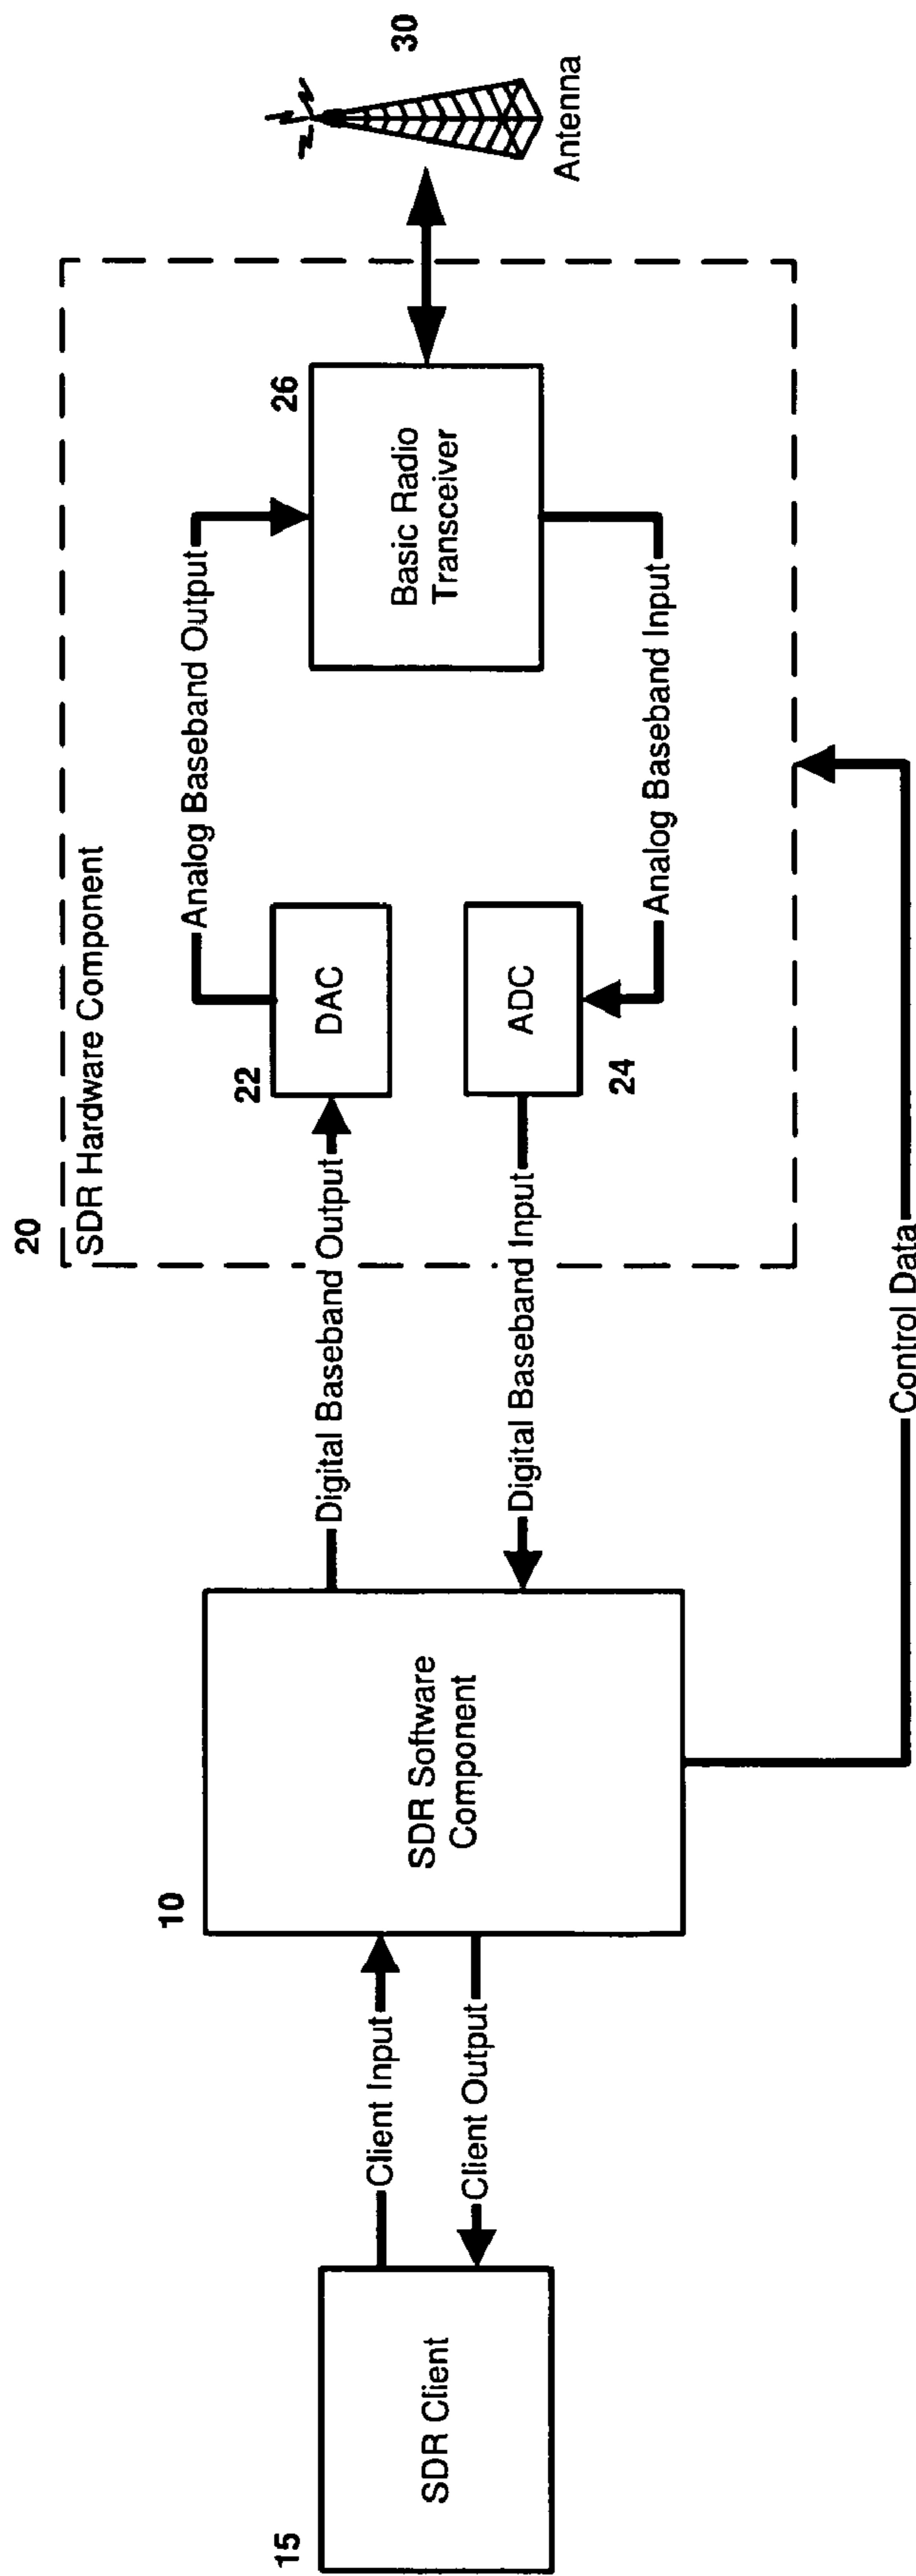 20
SDR Hardware Component
30
Antenna
26
Basic Radio
Transceiver
Analog Baseband Output
Analog Baseband Input
22
DAC
ADC
24
Digital Baseband Output
Digital Baseband Input
10
SDR Software
Component
Control Data
Client Input
Client Output
15
SDR Client